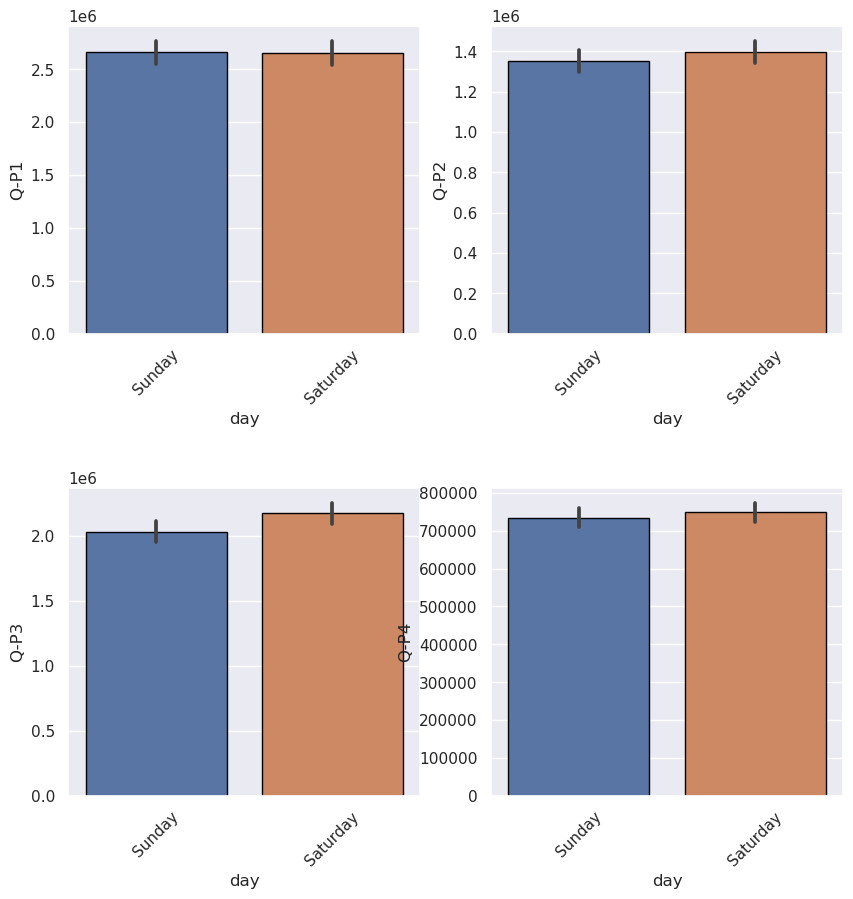 1e6
2.5
2.0
1.5
1.0
0.5
0.0
Q-P1
Sunday
Saturday
day
1e6
1.4
1.2
1.0
0.8
0.6
0.4
0.2
0.0
Q-P2
Sunday
Saturday
day
1e6
2.0
1.5
1.0
0.5
0.0
Q-P3
Sunday
Saturday
day
800000
700000
600000
500000
400000
300000
200000
100000
0
Q-P4
Sunday
Saturday
day